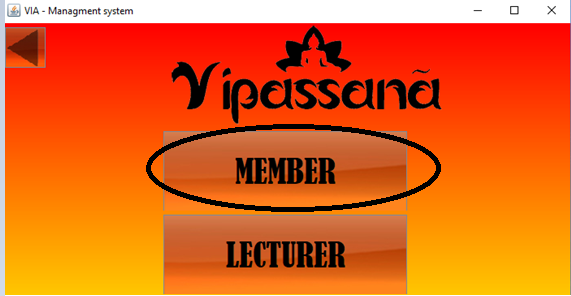 VIA - Managment system
Vipassanã
MEMBER
LECTURER